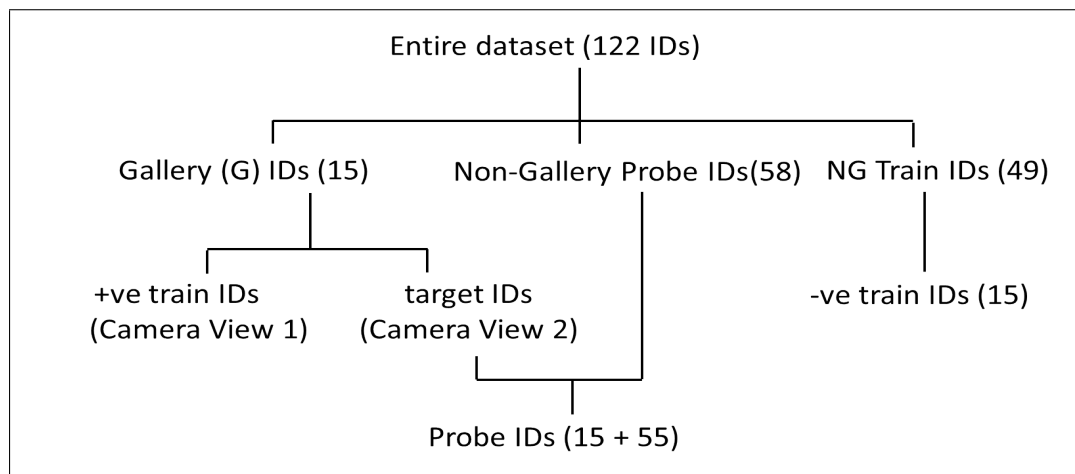 Entire dataset (122 IDs)
Gallery (G) IDs (15)
Non-Gallery Probe IDs(58)
NG Train IDs (49)
+ve train IDs
(Camera View 1)
target IDs
(Camera View 2)
-ve train IDs (15)
Probe IDs (15 + 55)